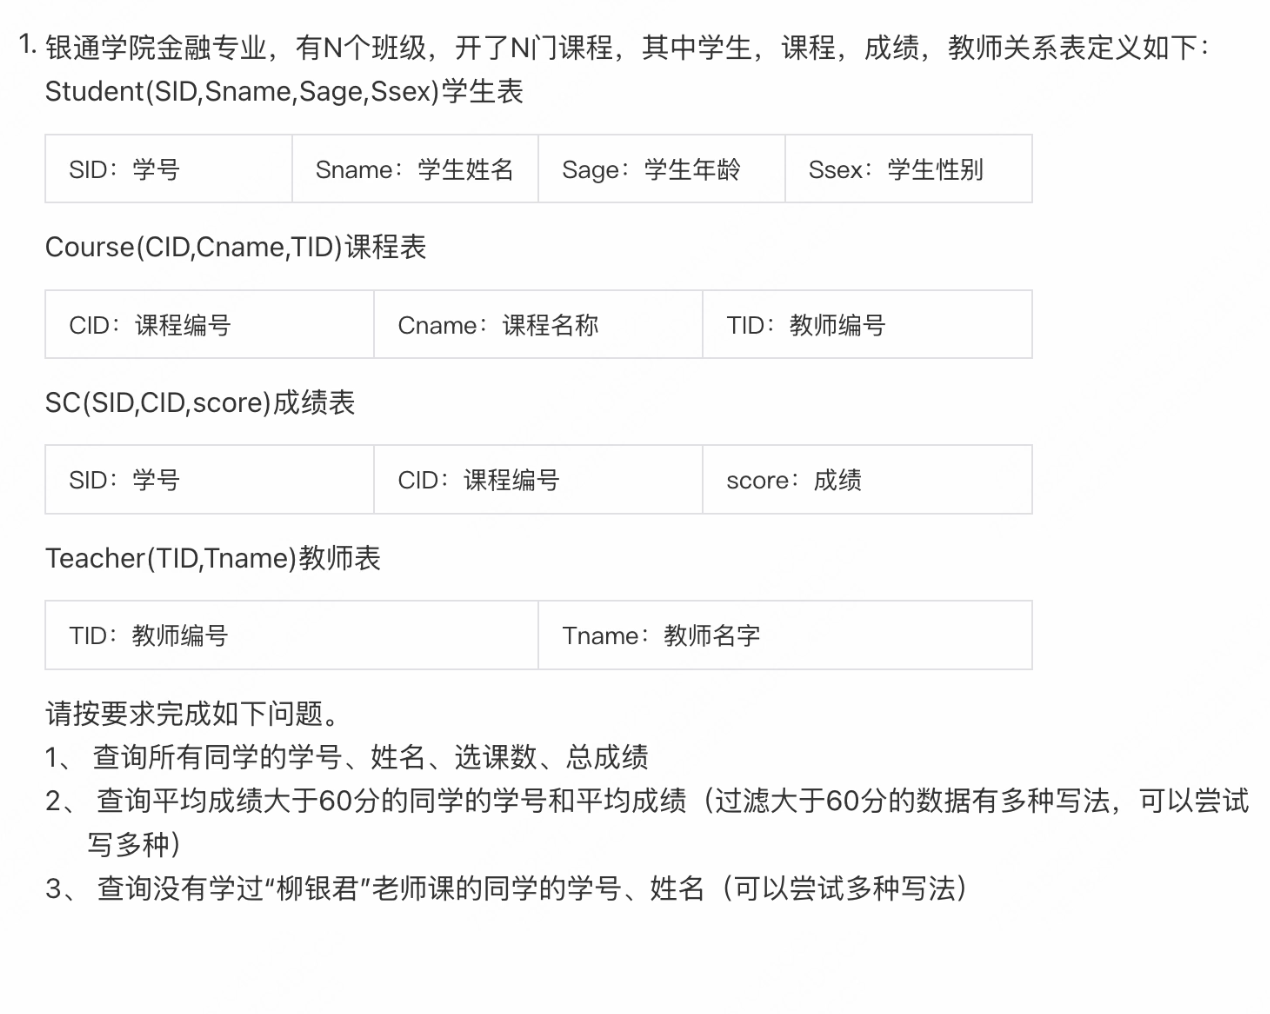 1. 银通学院金融专业，有N个班级，开了N门课程，其中学生，课程，成绩，教师关系表定义如下：
Student(SID,Sname,Sage,Ssex)学生表
SID：学号 Sname：学生姓名 Sage：学生年龄 Ssex：学生性别
Course(CID,Cname,TID)课程表
CID：课程编号 Cname：课程名称 TID：教师编号
SC(SID,CID,score)成绩表
SID：学号 CID：课程编号 score：成绩
Teacher(TID,Tname)教师表
TID：教师编号 Tname：教师名字
请按要求完成如下问题。
1、 查询所有同学的学号、姓名、选课数、总成绩
2、 查询平均成绩大于60分的同学的学号和平均成绩（过滤大于60分的数据有多种写法，可以尝试
写多种）
3、 查询没有学过“柳银君”老师课的同学的学号、姓名（可以尝试多种写法）